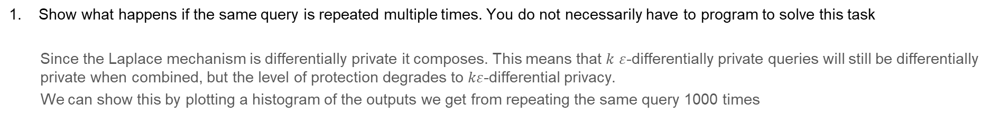 1. Show what happens if the same query is repeated multiple times. You do not necessarily have to program to solve this task
Since the Laplace mechanism is differentially private it composes. This means that k ε-differentially private queries will still be differentially
private when combined, but the level of protection degrades to kε-differential privacy.
We can show this by plotting a histogram of the outputs we get from repeating the same query 1000 times